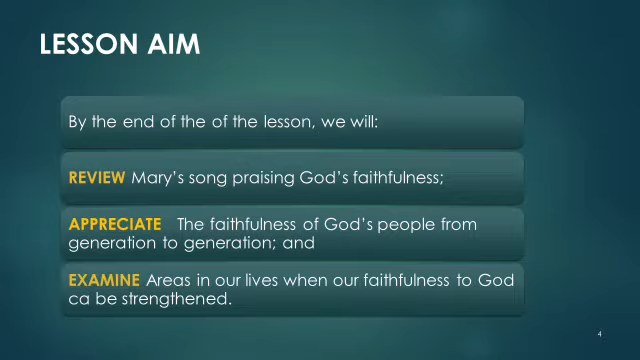 LESSON AIM
By the end of the of the lesson, we will:
REVIEW Mary's song praising God's faithfulness;
APPRECIATE The faithfulness of God's people from
generation to generation; and
EXAMINE Areas in our lives when our faithfulness to God
ca be strengthened.
4